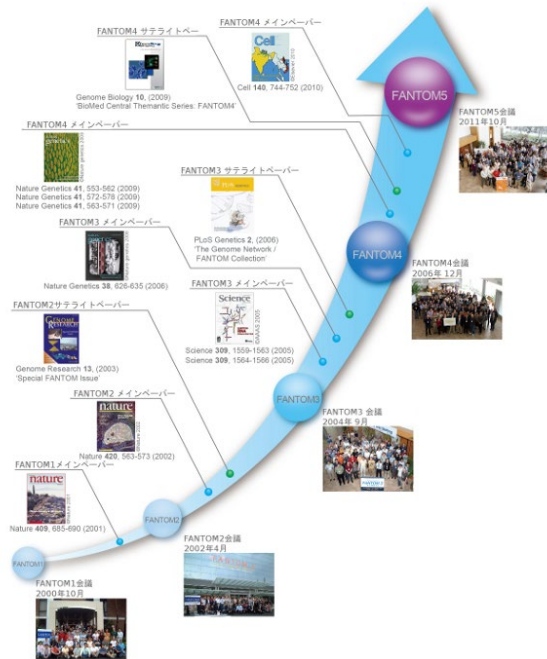 FANTOM4 サテライトペー
Genome Biology 10, (2009)
'BioMed Central Themantic Series: FANTOM4'
FANTOM4 メインペーパー
Cell
Cell 140, 744-752 (2010)
FANTOM5
FANTOM5会議
2011年10月
FANTOM4 メインペーパー
Nature Genetics 41, 553-562 (2009)
Nature Genetics 41, 572-578 (2009)
Nature Genetics 41, 563-571 (2009)
FANTOM3 サテライトペーパー
PLoS Genetics 2, (2006)
'The Genome Network /
FANTOM Collection'
FANTOM4
FANTOM4会議
2006年 12月
FANTOM3 メインペーパー
Nature Genetics 38, 626-635 (2006)
FANTOM3 メインペーパー
Science
©AAAS 2005
Science 309, 1559-1563 (2005)
Science 309, 1564-1566 (2005)
FANTOM2サテライトペーパー
GENOME RESEARCH
Genome Research 13, (2003)
'Special FANTOM Issue'
FANTOM3
FANTOM3 会議
2004年 9月
FANTOM2 メインペーパー
nature
Nature 420, 563-573 (2002)
FANTOM1メインペーパー
nature
Nature 409, 685-690 (2001)
FANTOM2
FANTOM2会議
2002年4月
FANTOM1
FANTOM1会議
2000年10月